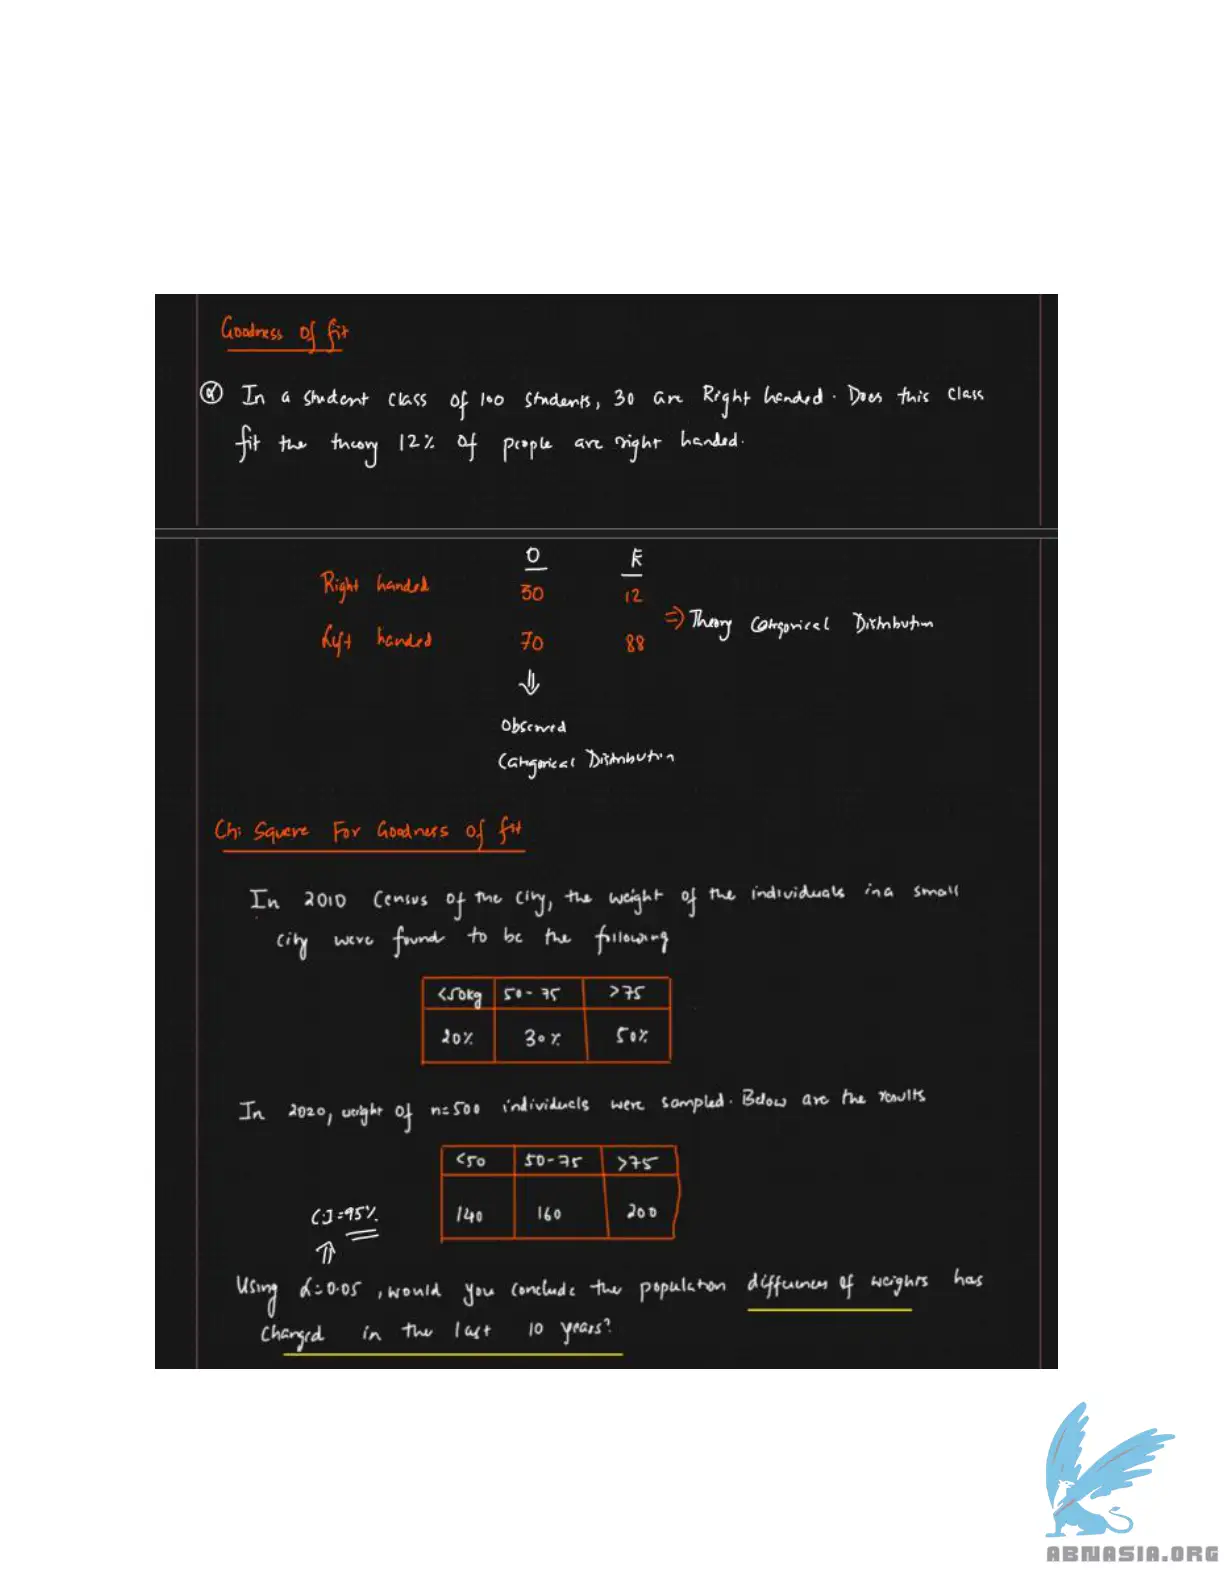 Goodness of fit
Q In a student class of 100 students, 30 are Right handed. Does this class
fit the theory 12% of people are right handed.
O E
Right handed 30 12
⇒ Theory Categorical Distribution
Left handed 70 88
Observed
Categorical Distribution
Chi Square For Goodness of fit
In 2010 Census of the city, the weight of the individuals in a small
city were found to be the following
<50kg 50-75 >75
20% 30% 50%
In 2020, weight of n=500 individuals were sampled. Below are the results
<50 50-75 >75
140 160 200
C.I=95%
Using α=0.05, would you conclude the population differences of weights has
changed in the last 10 years?
ABNASIA.ORG